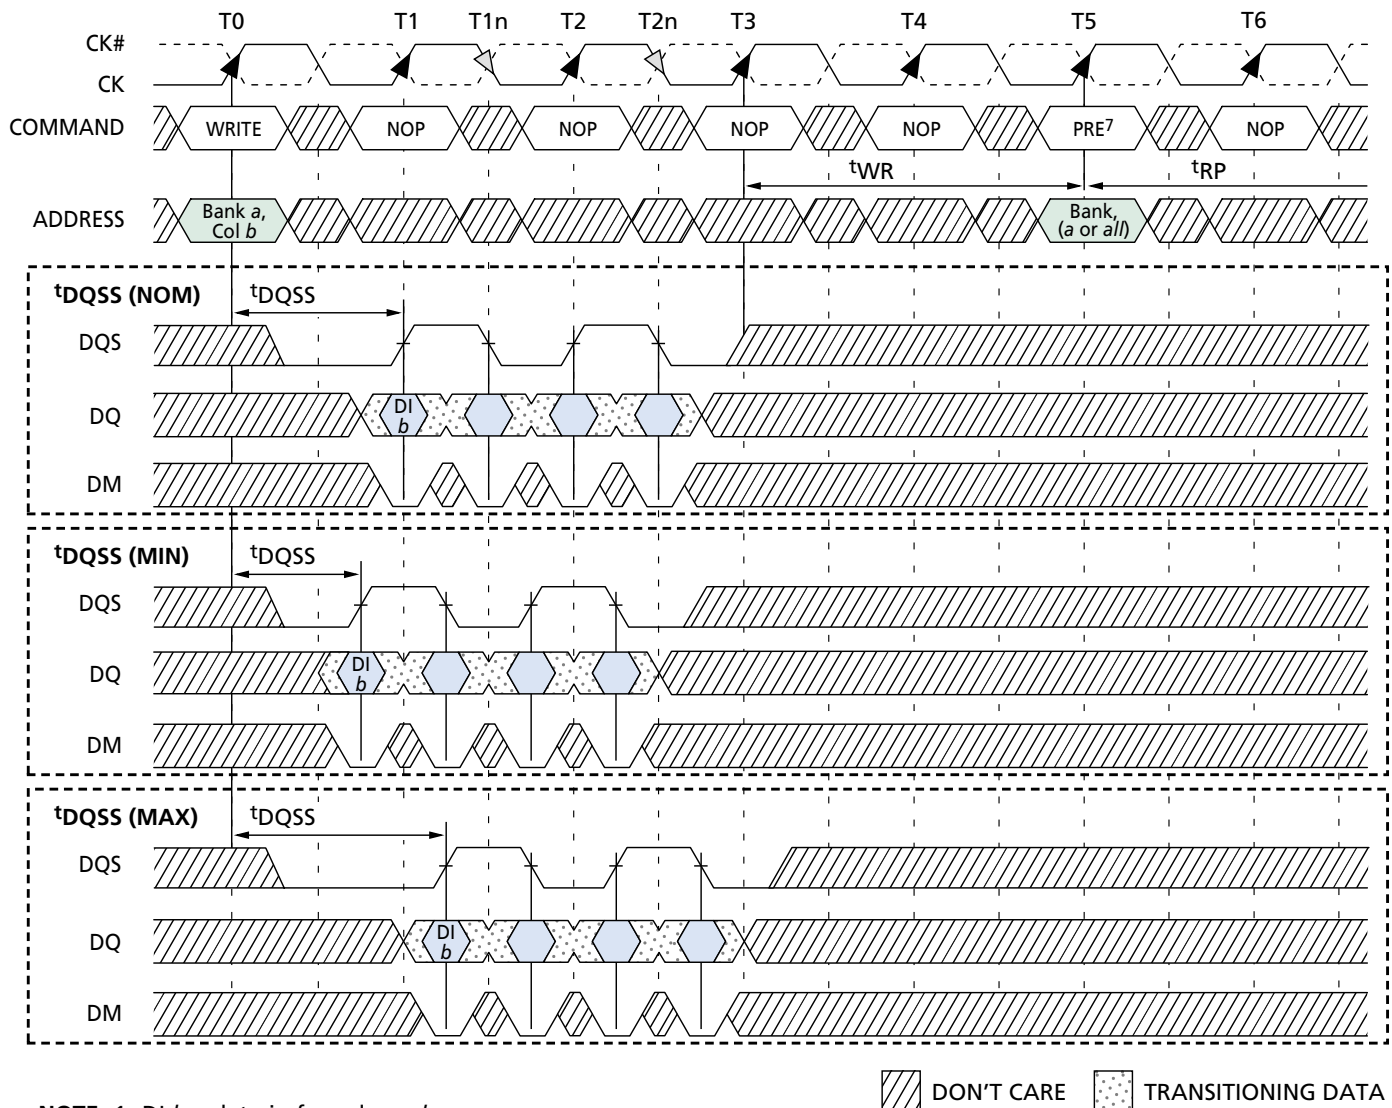 T0 T1 T1n T2 T2n T3 T4 T5 T6
CK#
CK
COMMAND WRITE NOP NOP NOP NOP PRE7 NOP
tWR tRP
ADDRESS Bank a, Col b Bank, (a or all)
tDQSS (NOM) tDQSS
DQS
DQ DI b
DM
tDQSS (MIN) tDQSS
DQS
DQ DI b
DM
tDQSS (MAX) tDQSS
DQS
DQ DI b
DM
DON'T CARE TRANSITIONING DATA